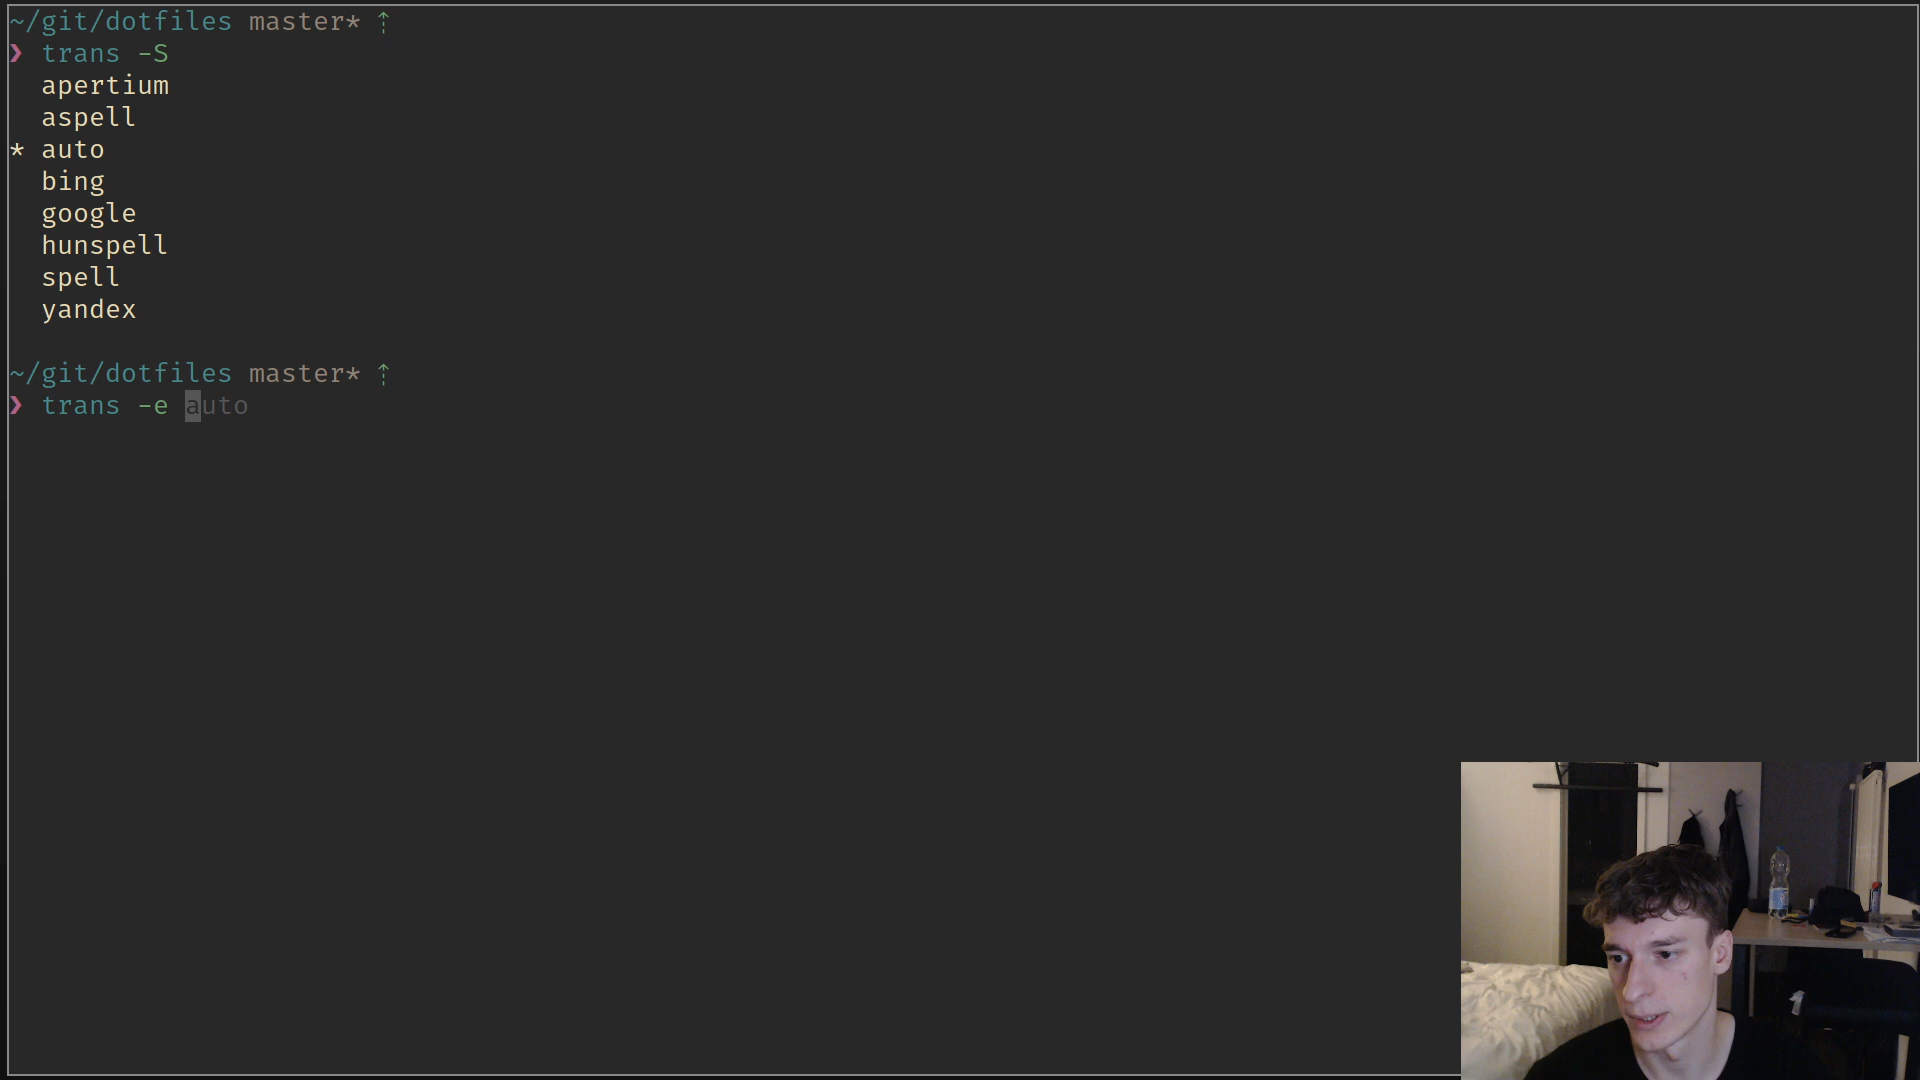 ~/git/dotfiles master* ⇡
❯ trans -S
apertium
aspell
* auto
bing
google
hunspell
spell
yandex
~/git/dotfiles master* ⇡
❯ trans -e auto